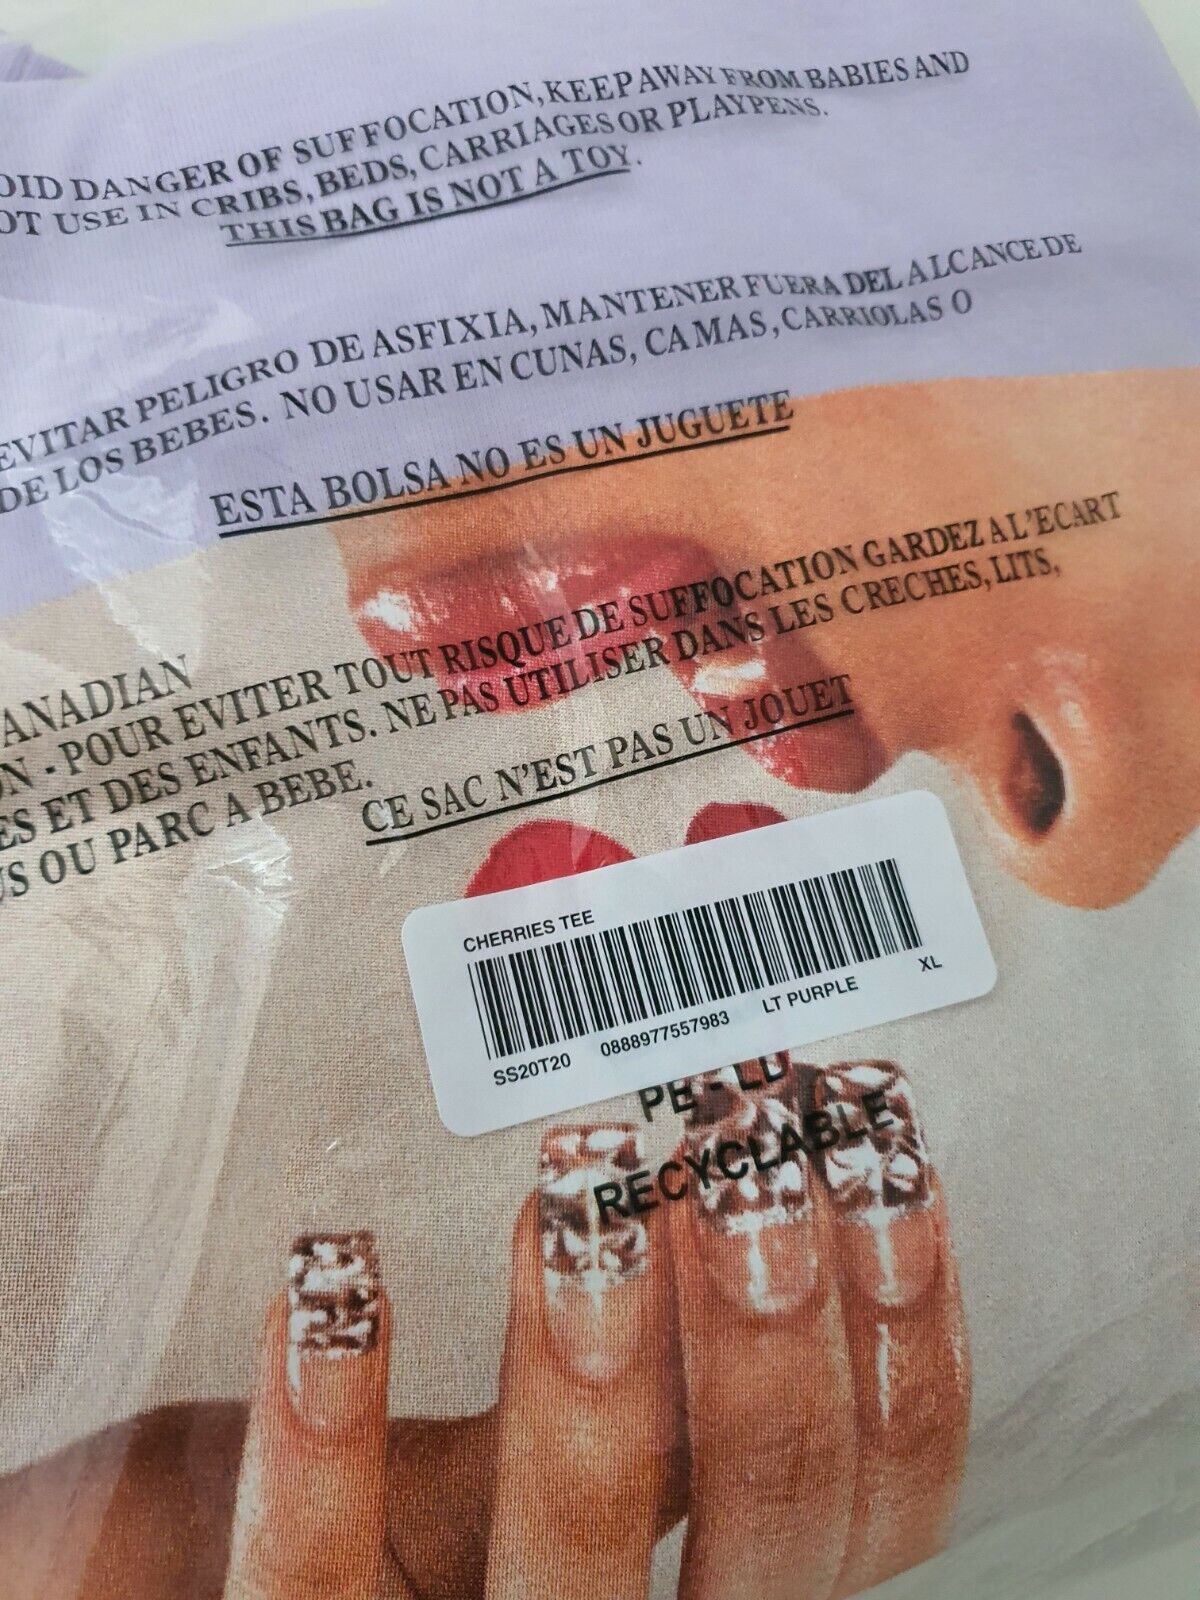 DANGER OF SUFFOCATION, KEEP AWAY FROM BABIES AND
USE IN CRIBS, BEDS, CARRIAGES OR PLAYPENS.
THIS BAG IS NOT A TOY.
EVITAR PELIGRO DE ASFIXIA, MANTENER FUERA DEL ALCANCE DE
DE LOS BEBES. NO USAR EN CUNAS, CAMAS, CARRIOLAS O
ESTA BOLSA NO ES UN JUGUETE
ANADIAN
N - POUR EVITER TOUT RISQUE DE SUFFOCATION GARDEZ A L'ECART
ES ET DES ENFANTS. NE PAS UTILISER DANS LES CRECHES, LITS,
US OU PARC A BEBE.
CE SAC N'EST PAS UN JOUET
CHERRIES TEE
SS20T20 0888977557983 LT PURPLE XL
PE - LD
RECYCLABLE